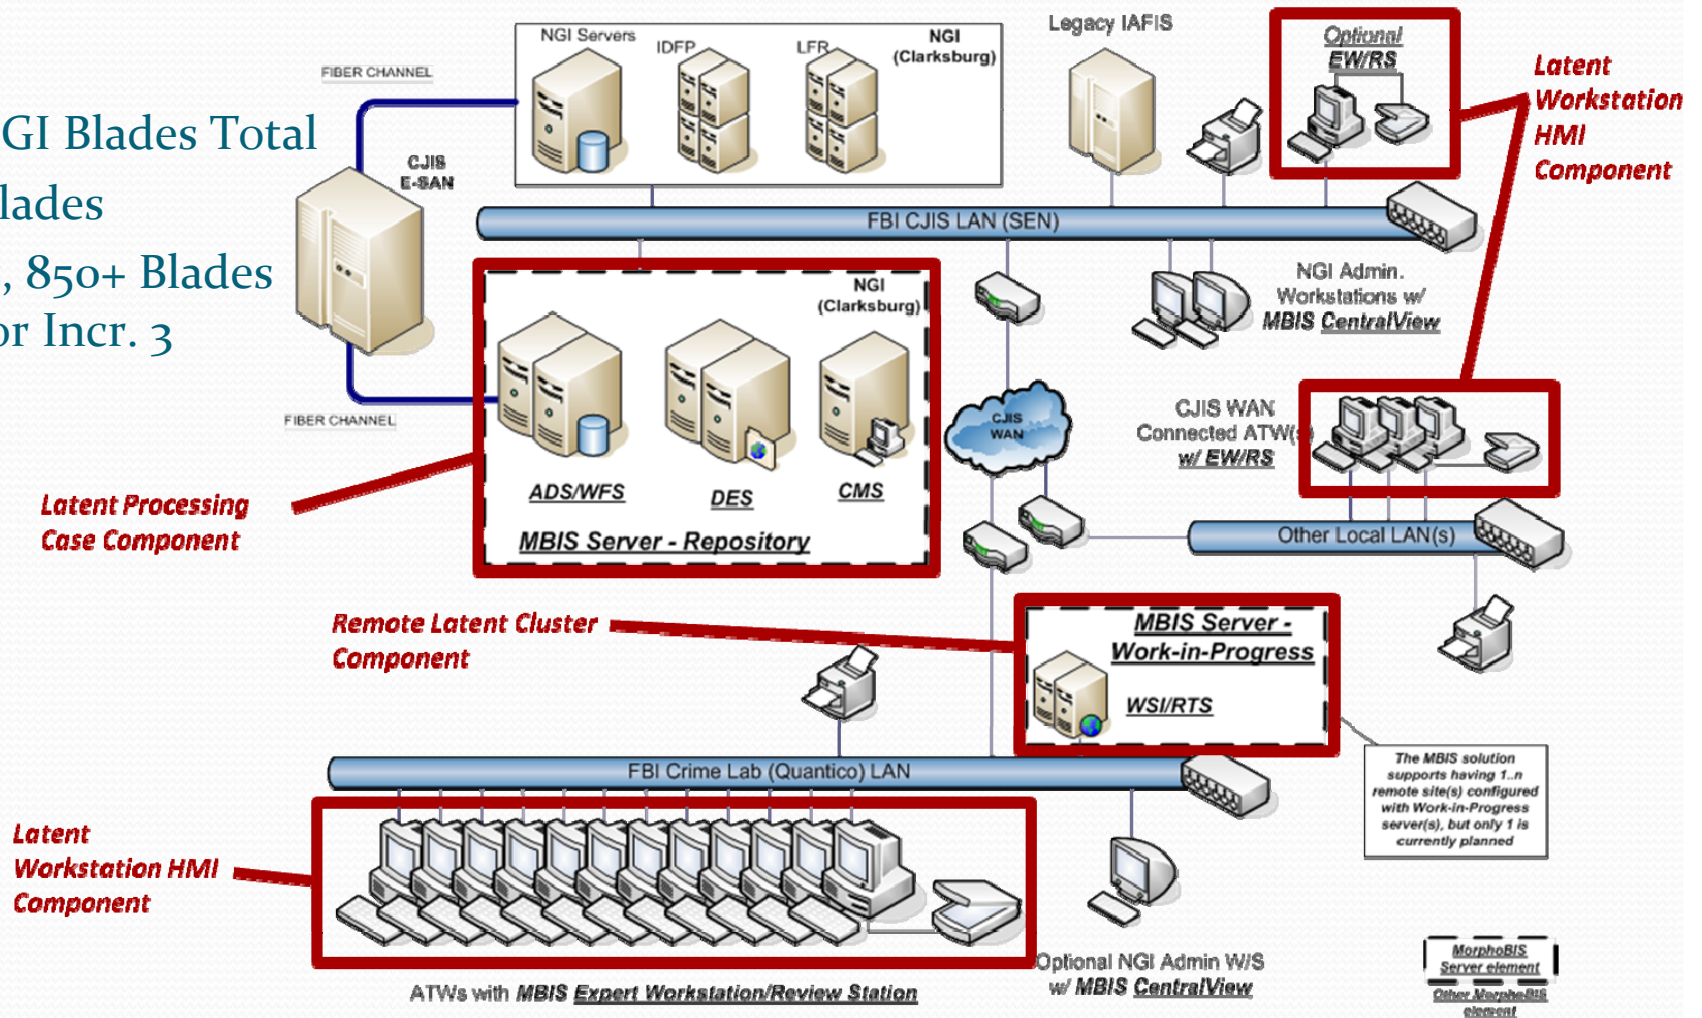 GI Blades Total
lades
, 850+ Blades
or Incr. 3
FIBER CHANNEL
CJIS
E-SAN
FIBER CHANNEL
NGI Servers
IDFP
LFR
NGI
(Clarksburg)
Legacy IAFIS
Optional
EW/RS
Latent
Workstation
HMI
Component
FBI CJIS LAN (SEN)
NGI
(Clarksburg)
ADS/WFS
DES
CMS
MBIS Server - Repository
Latent Processing
Case Component
NGI Admin.
Workstations w/
MBIS CentralView
CJIS
WAN
CJIS WAN
Connected ATW(s)
w/ EW/RS
Other Local LAN(s)
Remote Latent Cluster
Component
MBIS Server -
Work-in-Progress
WSI/RTS
The MBIS solution
supports having 1..n
remote site(s) configured
with Work-in-Progress
server(s), but only 1 is
currently planned
FBI Crime Lab (Quantico) LAN
Latent
Workstation HMI
Component
ATWs with MBIS Expert Workstation/Review Station
Optional NGI Admin W/S
w/ MBIS CentralView
MorphoBIS
Server element
Other MorphoBIS
element